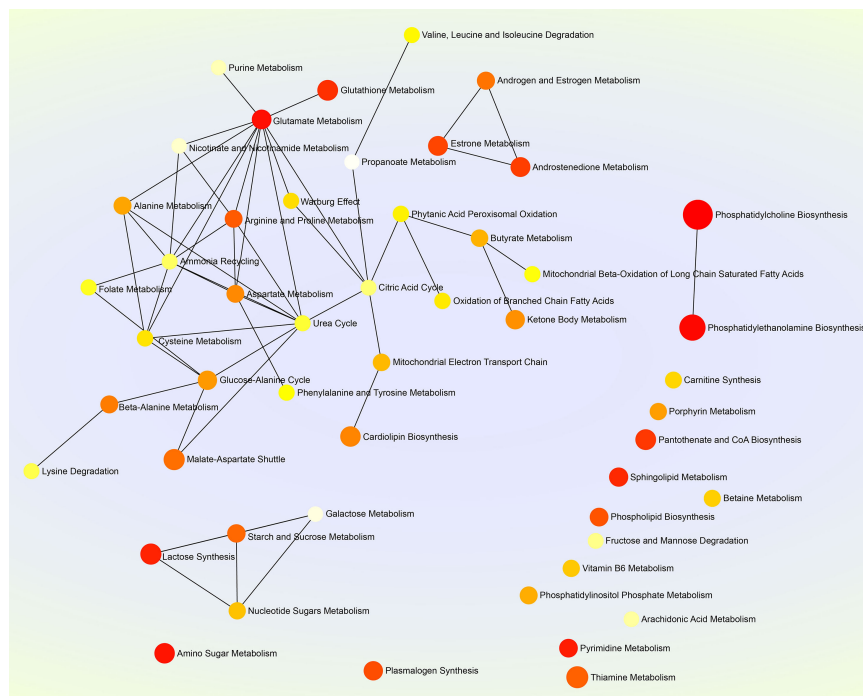 Valine, Leucine and Isoleucine Degradation
Purine Metabolism
Androgen and Estrogen Metabolism
Glutathione Metabolism
Glutamate Metabolism
Estrone Metabolism
Nicotinate and Nicotinamide Metabolism
Propanoate Metabolism
Androstenedione Metabolism
Warburg Effect
Alanine Metabolism
Phytanic Acid Peroxisomal Oxidation
Phosphatidylcholine Biosynthesis
Arginine and Proline Metabolism
Butyrate Metabolism
Ammonia Recycling
Mitochondrial Beta-Oxidation of Long Chain Saturated Fatty Acids
Folate Metabolism
Citric Acid Cycle
Aspartate Metabolism
Oxidation of Branched Chain Fatty Acids
Ketone Body Metabolism
Urea Cycle
Phosphatidylethanolamine Biosynthesis
Cysteine Metabolism
Mitochondrial Electron Transport Chain
Glucose-Alanine Cycle
Carnitine Synthesis
Phenylalanine and Tyrosine Metabolism
Beta-Alanine Metabolism
Porphyrin Metabolism
Cardiolipin Biosynthesis
Pantothenate and CoA Biosynthesis
Malate-Aspartate Shuttle
Lysine Degradation
Sphingolipid Metabolism
Betaine Metabolism
Galactose Metabolism
Phospholipid Biosynthesis
Starch and Sucrose Metabolism
Fructose and Mannose Degradation
Lactose Synthesis
Vitamin B6 Metabolism
Phosphatidylinositol Phosphate Metabolism
Nucleotide Sugars Metabolism
Arachidonic Acid Metabolism
Pyrimidine Metabolism
Amino Sugar Metabolism
Plasmalogen Synthesis
Thiamine Metabolism